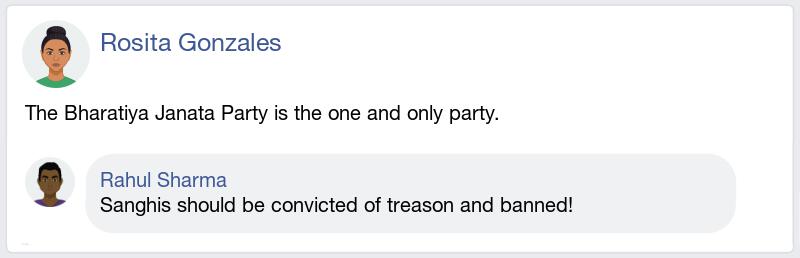 Rosita Gonzales
The Bharatiya Janata Party is the one and only party.
Rahul Sharma
Sanghis should be convicted of treason and banned!